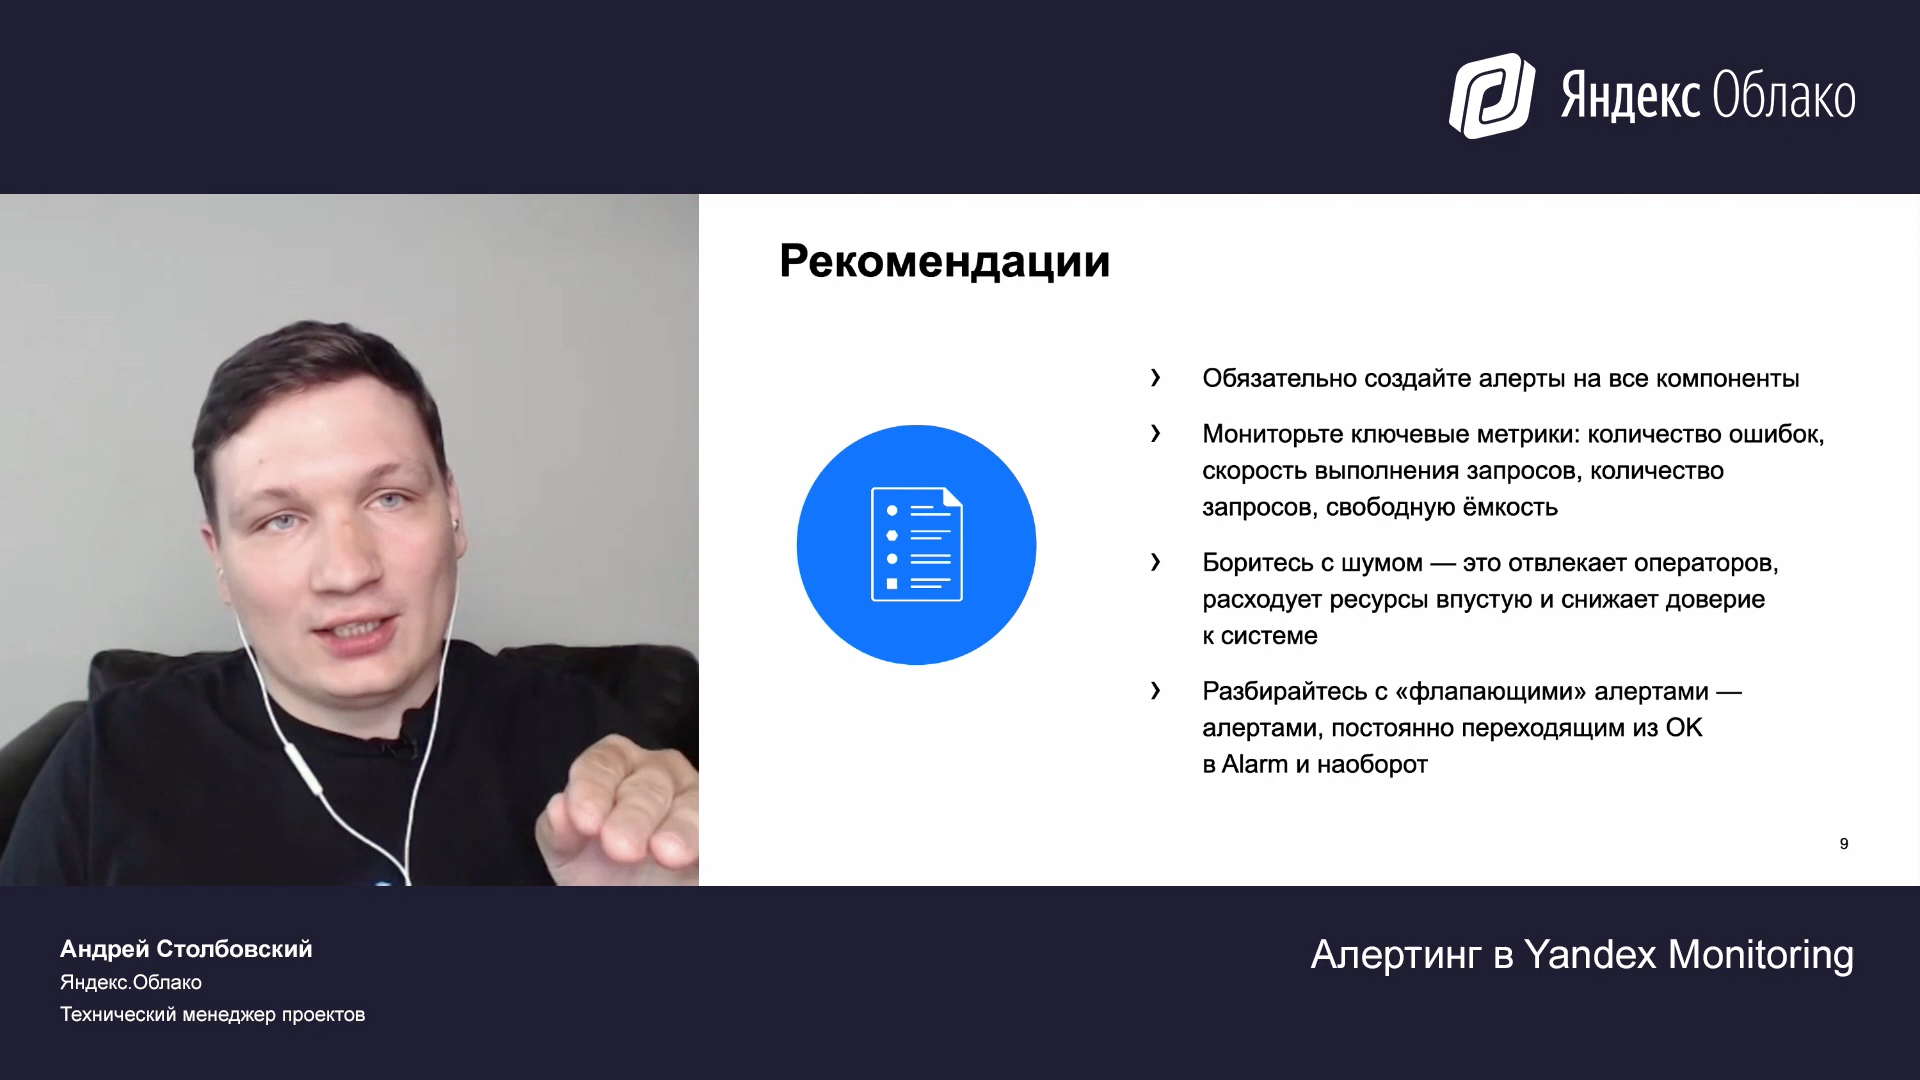 Яндекс Облако
Рекомендации
❯ Обязательно создайте алерты на все компоненты
❯ Мониторьте ключевые метрики: количество ошибок,
скорость выполнения запросов, количество
запросов, свободную ёмкость
❯ Боритесь с шумом — это отвлекает операторов,
расходует ресурсы впустую и снижает доверие
к системе
❯ Разбирайтесь с «флапающими» алертами —
алертами, постоянно переходящим из OK
в Alarm и наоборот
9
Андрей Столбовский
Яндекс.Облако
Технический менеджер проектов
Алертинг в Yandex Monitoring